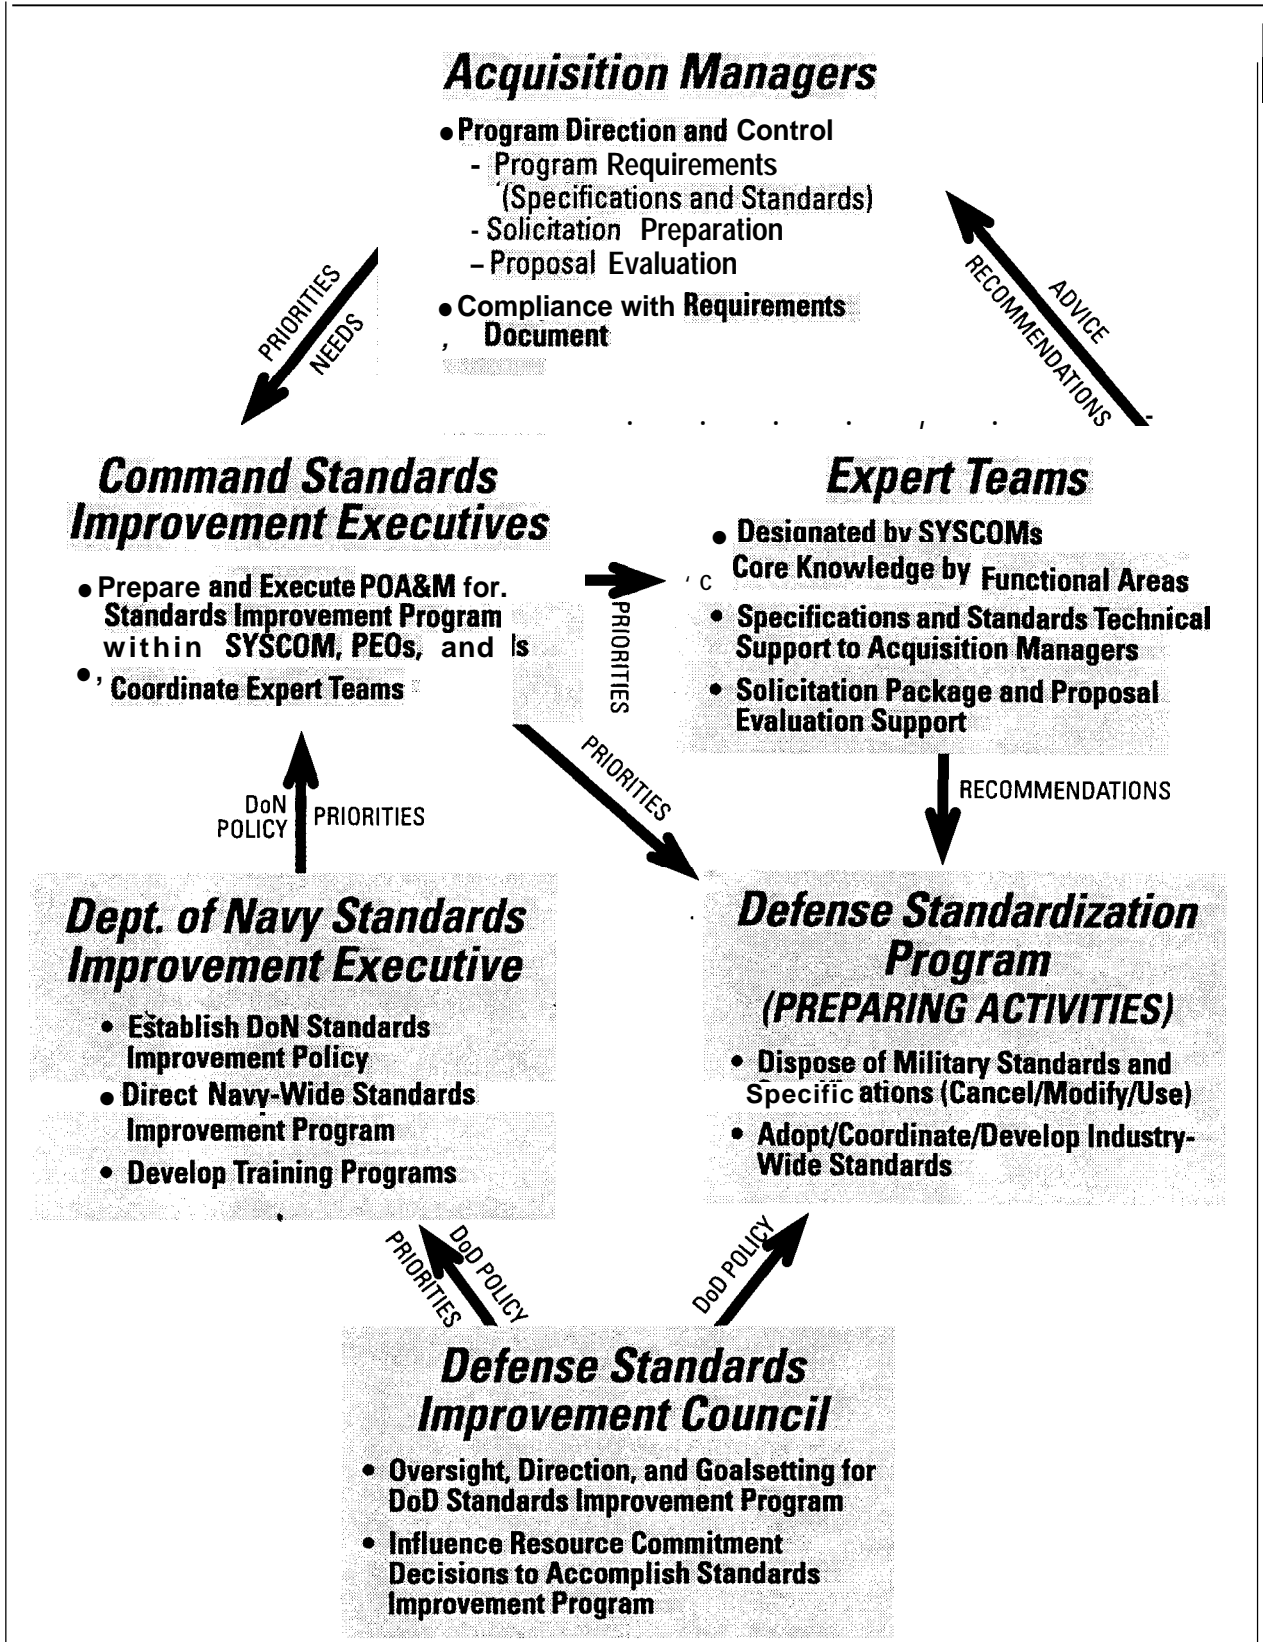 Acquisition Managers
• Program Direction and Control
- Program Requirements
(Specifications and Standards)
- Solicitation Preparation
– Proposal Evaluation
• Compliance with Requirements
Document
PRIORITIES
NEEDS
ADVICE
RECOMMENDATIONS
Command Standards
Improvement Executives
• Prepare and Execute POA&M for
Standards Improvement Program
within SYSCOM, PEOs, and
• Coordinate Expert Teams
PRIORITIES
Expert Teams
• Designated by SYSCOMs
Core Knowledge by Functional Areas
• Specifications and Standards Technical
Support to Acquisition Managers
• Solicitation Package and Proposal
Evaluation Support
PRIORITIES
RECOMMENDATIONS
DoN
POLICY
PRIORITIES
Dept. of Navy Standards
Improvement Executive
• Establish DoN Standards
Improvement Policy
• Direct Navy-Wide Standards
Improvement Program
• Develop Training Programs
Defense Standardization
Program
(PREPARING ACTIVITIES)
• Dispose of Military Standards and
Specifications (Cancel/Modify/Use)
• Adopt/Coordinate/Develop Industry-
Wide Standards
PRIORITIES
DoD POLICY
DoD POLICY
Defense Standards
Improvement Council
• Oversight, Direction, and Goalsetting for
DoD Standards Improvement Program
• Influence Resource Commitment
Decisions to Accomplish Standards
Improvement Program